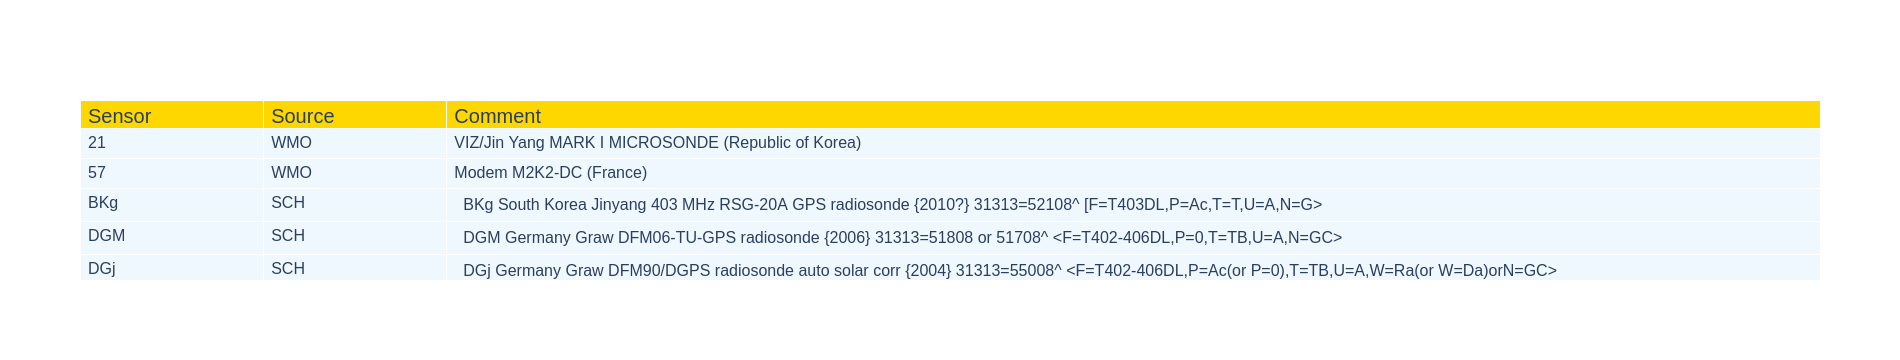 Sensor Source Comment
21 WMO VIZ/Jin Yang MARK I MICROSONDE (Republic of Korea)
57 WMO Modem M2K2-DC (France)
BKg SCH BKg South Korea Jinyang 403 MHz RSG-20A GPS radiosonde {2010?} 31313=52108^ [F=T403DL,P=Ac,T=T,U=A,N=G>
DGM SCH DGM Germany Graw DFM06-TU-GPS radiosonde {2006} 31313=51808 or 51708^ <F=T402-406DL,P=0,T=TB,U=A,N=GC>
DGj SCH DGj Germany Graw DFM90/DGPS radiosonde auto solar corr {2004} 31313=55008^ <F=T402-406DL,P=Ac(or P=0),T=TB,U=A,W=Ra(or W=Da)orN=GC>